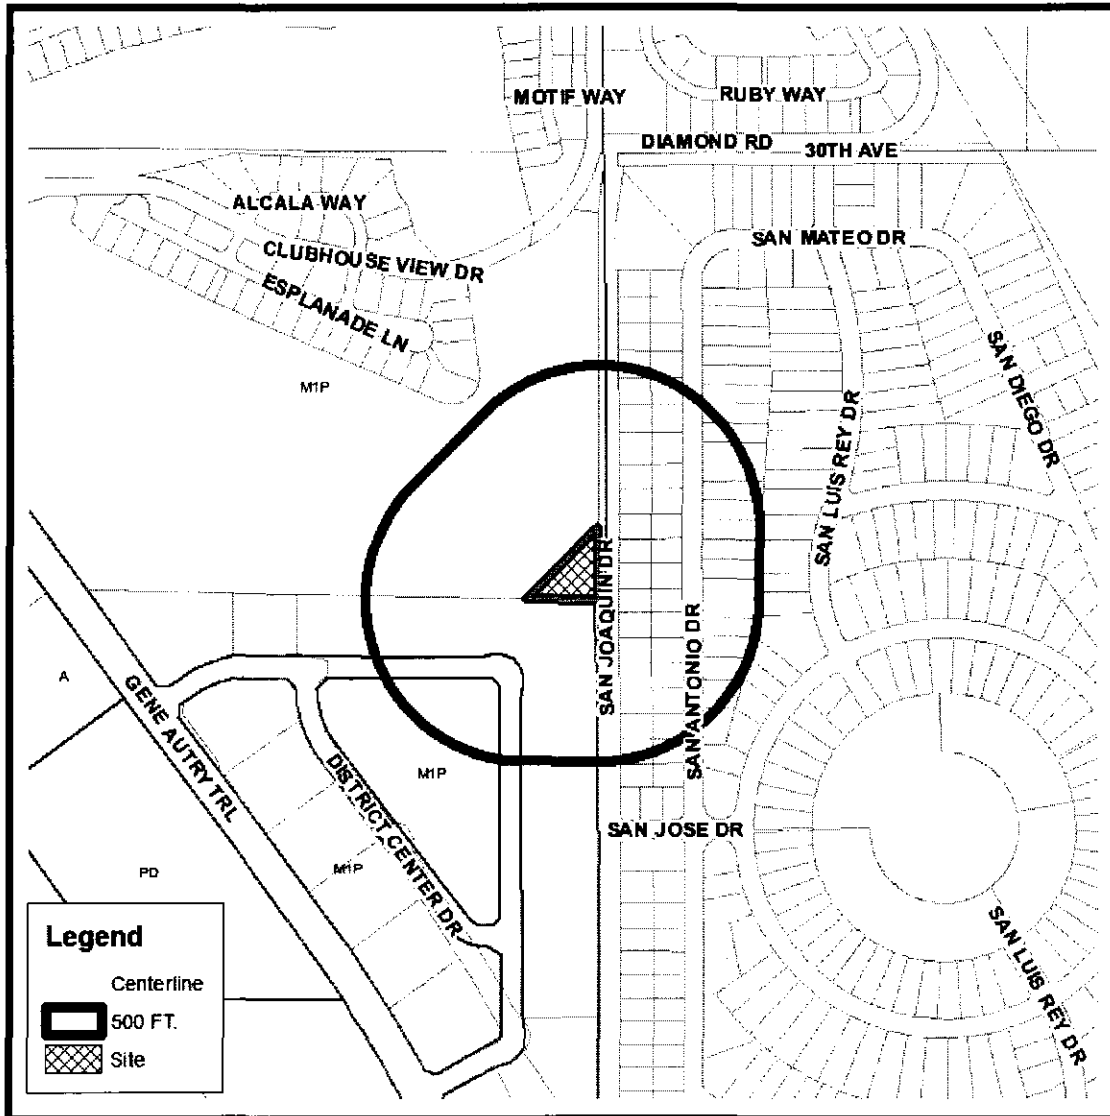 MOTIF WAY
RUBY WAY
DIAMOND RD
30TH AVE
ALCALA WAY
SAN MATEO DR
CLUBHOUSE VIEW DR
ESPLANADE LN
SAN DIEGO DR
M1P
SAN LUIS REY DR
SAN JOAQUIN DR
SAN ANTONIO DR
A
GENE AUTRY TRL
DISTRICT CENTER DR
M1P
SAN JOSE DR
M1P
PD
SAN LUIS REY DR
Legend
Centerline
500 FT.
Site